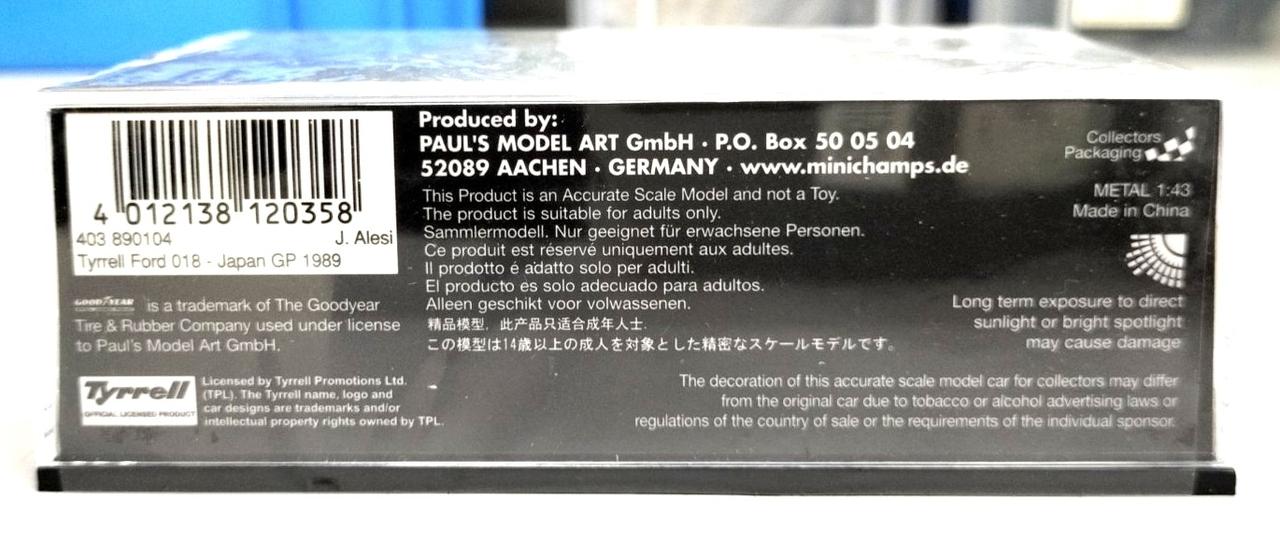 4 012138 120358
403 890104 J. Alesi
Tyrrell Ford 018 - Japan GP 1989
GOOD YEAR is a trademark of The Goodyear
Tire & Rubber Company used under license
to Paul's Model Art GmbH.
Tyrrell
OFFICIAL LICENSED PRODUCT
Licensed by Tyrrell Promotions Ltd.
(TPL). The Tyrrell name, logo and
car designs are trademarks and/or
intellectual property rights owned by TPL.
Produced by:
PAUL'S MODEL ART GmbH · P.O. Box 50 05 04
52089 AACHEN · GERMANY · www.minichamps.de
This Product is an Accurate Scale Model and not a Toy.
The product is suitable for adults only.
Sammlermodell. Nur geeignet für erwachsene Personen.
Ce produit est réservé uniquement aux adultes.
Il prodotto é adatto solo per adulti.
El producto es solo adecuado para adultos.
Alleen geschikt voor volwassenen.
精品模型, 此产品只适合成年人士.
この模型は14歳以上の成人を対象とした精密なスケールモデルです。
Collectors
Packaging
METAL 1:43
Made in China
Long term exposure to direct
sunlight or bright spotlight
may cause damage
The decoration of this accurate scale model car for collectors may differ
from the original car due to tobacco or alcohol advertising laws or
regulations of the country of sale or the requirements of the individual sponsor.